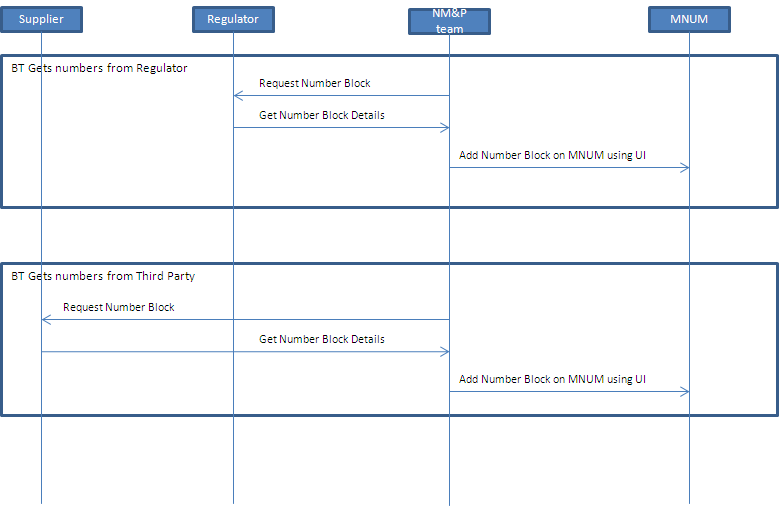 Supplier
Regulator
NM&P
team
MNUM
BT Gets numbers from Regulator
Request Number Block
Get Number Block Details
Add Number Block on MNUM using UI
BT Gets numbers from Third Party
Request Number Block
Get Number Block Details
Add Number Block on MNUM using UI